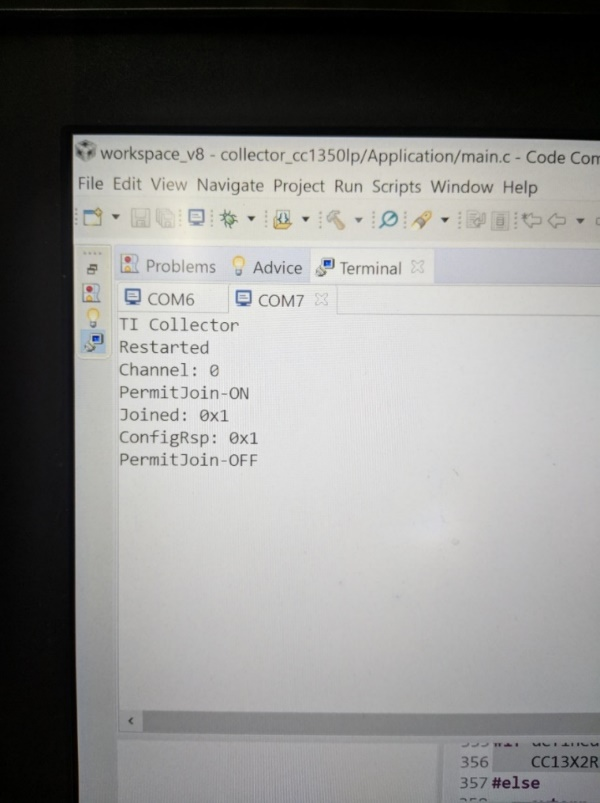 workspace_v8 - collector_cc1350lp/Application/main.c - Code Com
File Edit View Navigate Project Run Scripts Window Help
Problems Advice Terminal
COM6 COM7
TI Collector
Restarted
Channel: 0
PermitJoin-ON
Joined: 0x1
ConfigRsp: 0x1
PermitJoin-OFF
356 CC13X2R
357 #else